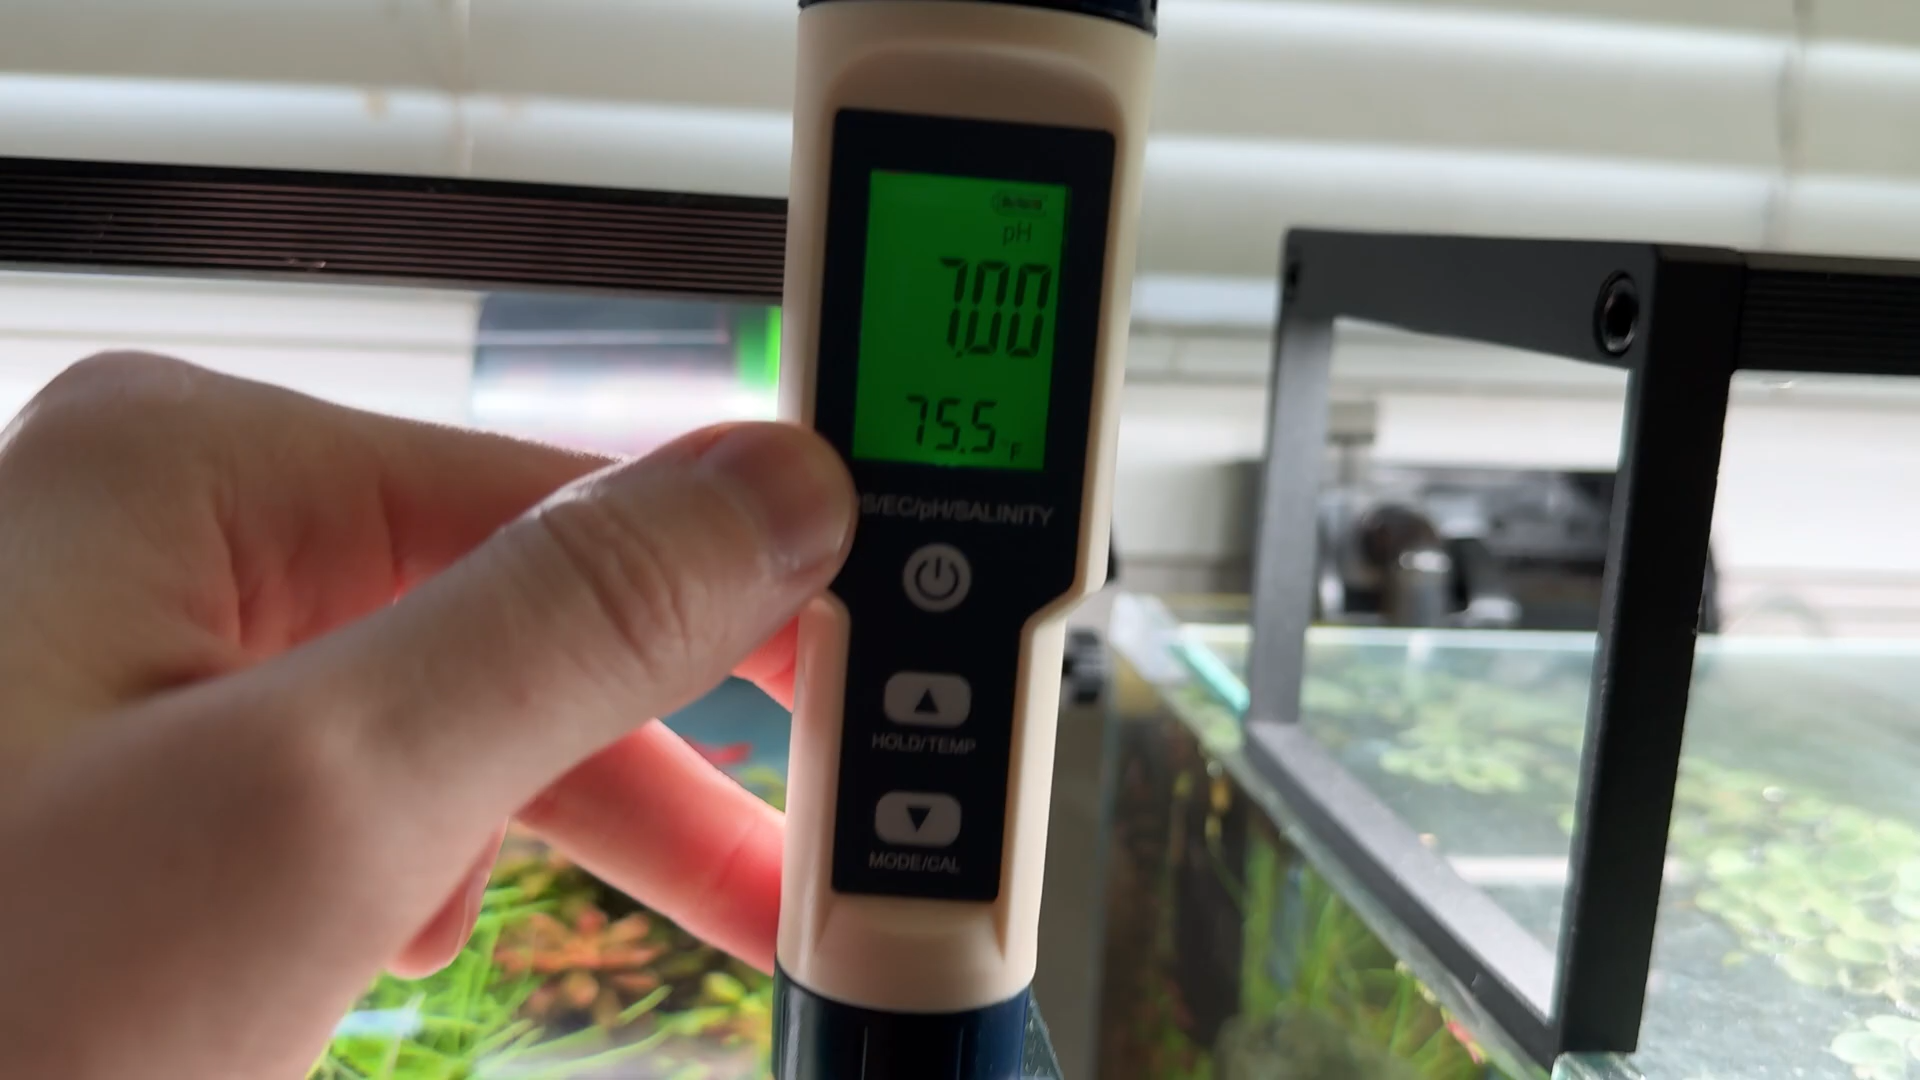 pH
7.00
75.5 °F
S/EC/pH/SALINITY
HOLD/TEMP
MODE/CAL